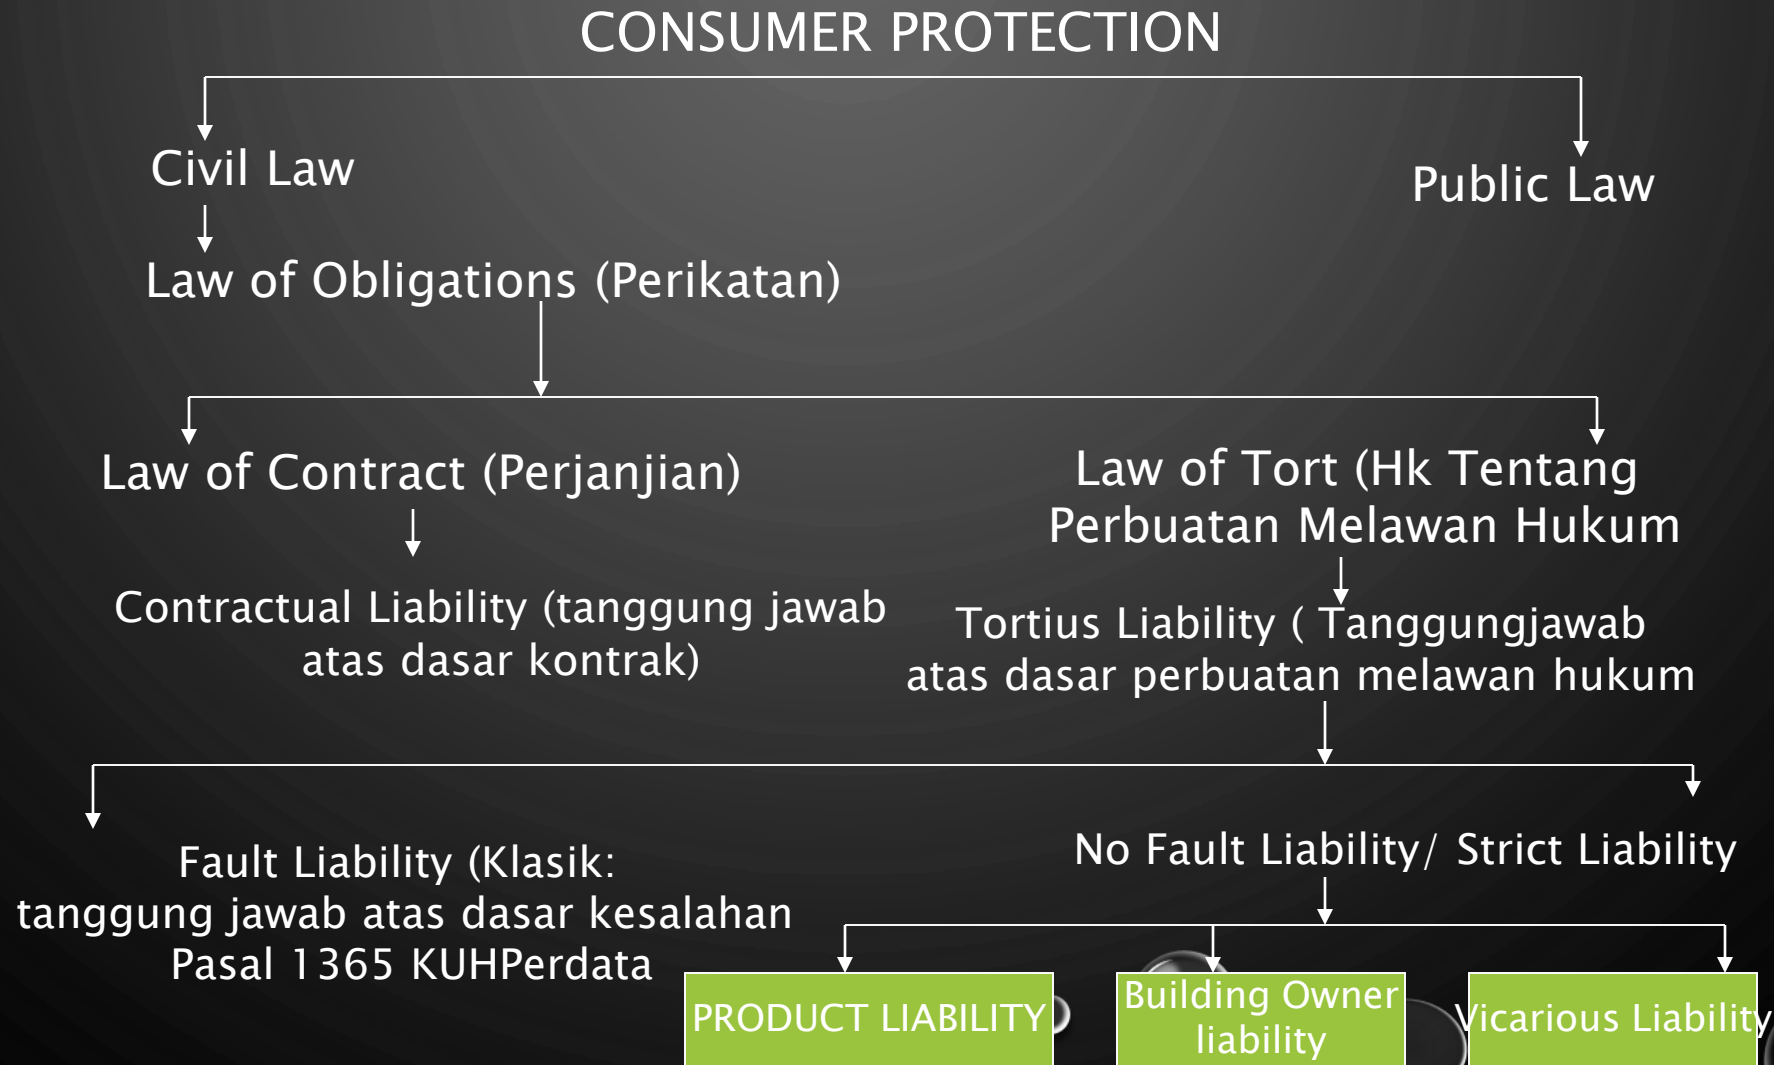 CONSUMER PROTECTION
Civil Law
Public Law
Law of Obligations (Perikatan)
Law of Contract (Perjanjian)
Law of Tort (Hk Tentang
Perbuatan Melawan Hukum
Contractual Liability (tanggung jawab
atas dasar kontrak)
Tortius Liability ( Tanggungjawab
atas dasar perbuatan melawan hukum
Fault Liability (Klasik:
tanggung jawab atas dasar kesalahan
Pasal 1365 KUHPerdata
No Fault Liability/ Strict Liability
PRODUCT LIABILITY
Building Owner
liability
Vicarious Liability